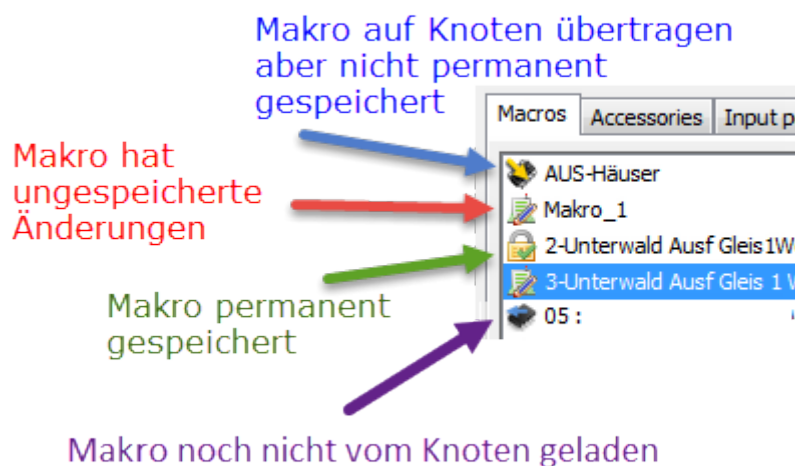 Makro auf Knoten übertragen
aber nicht permanent
gespeichert
Macros Accessories Input p
Makro hat
ungespeicherte
Änderungen
AUS-Häuser
Makro_1
2-Unterwald Ausf Gleis1W
3-Unterwald Ausf Gleis 1 W
05 :
Makro permanent
gespeichert
Makro noch nicht vom Knoten geladen